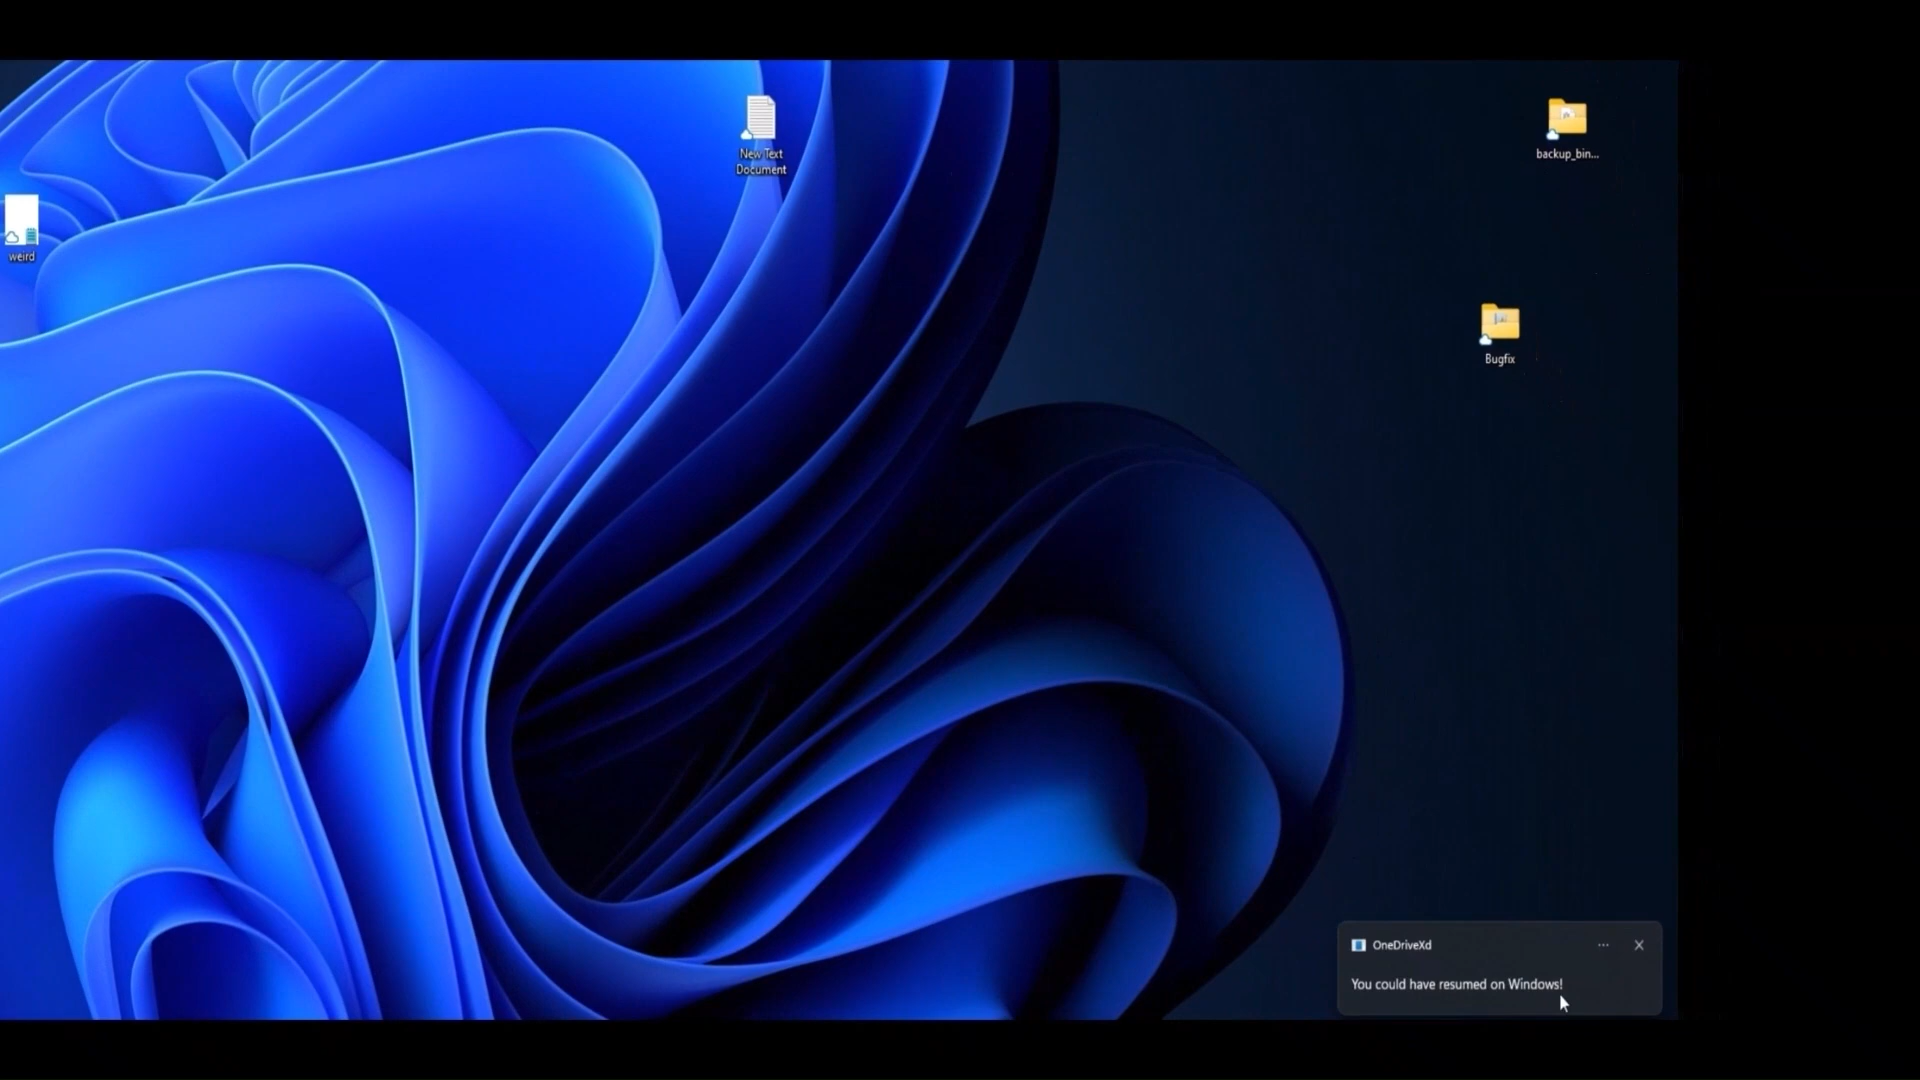 New Text
Document
backup_bin...
weird
Bugfix
OneDriveXd
You could have resumed on Windows!